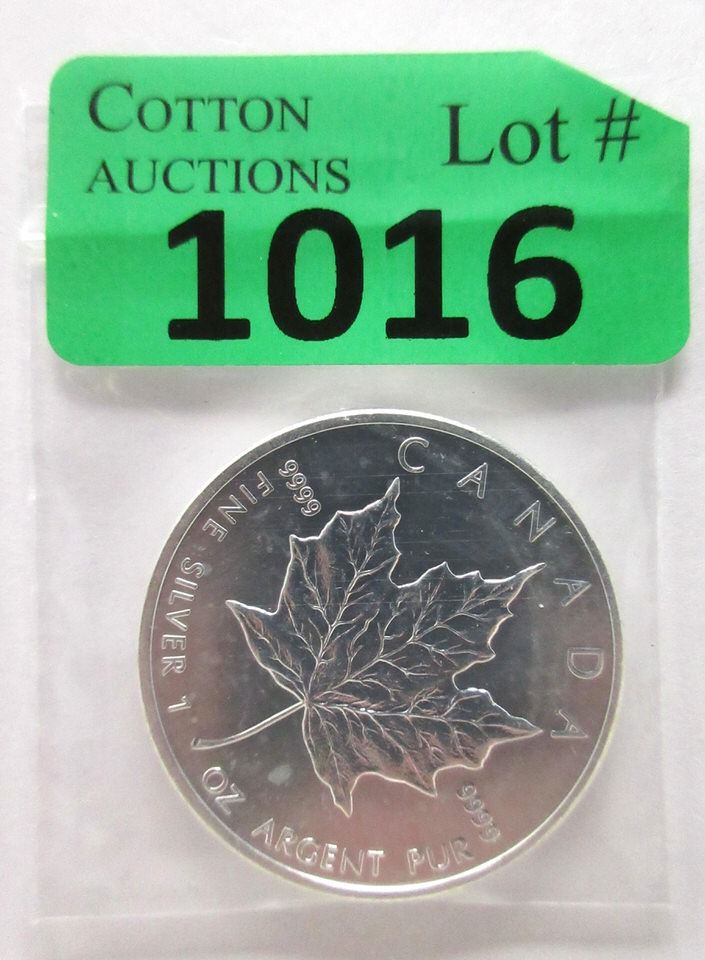 COTTON
AUCTIONS
Lot #
1016
CANADA
9999
FINE SILVER 1 OZ ARGENT PUR
9999